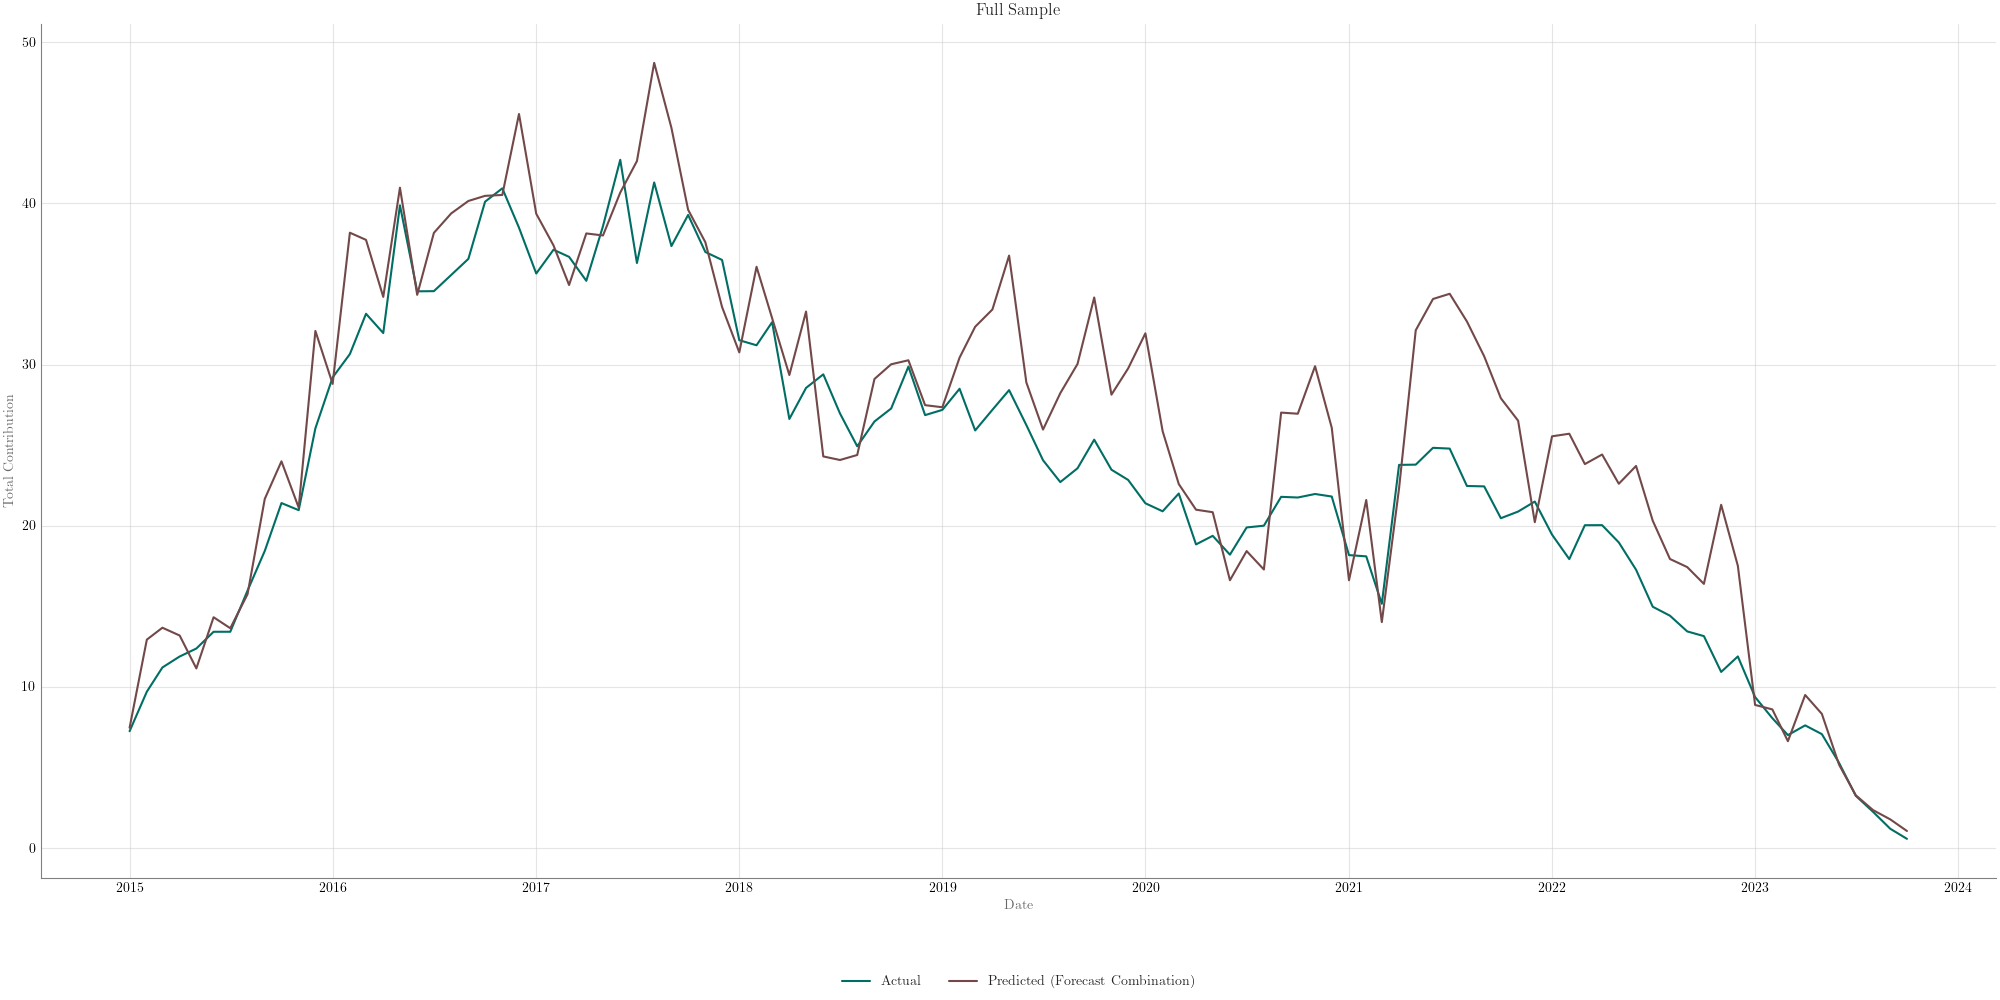 Full Sample
50
40
30
20
10
0
Total Contribution
2015 2016 2017 2018 2019 2020 2021 2022 2023 2024
Date
Actual Predicted (Forecast Combination)